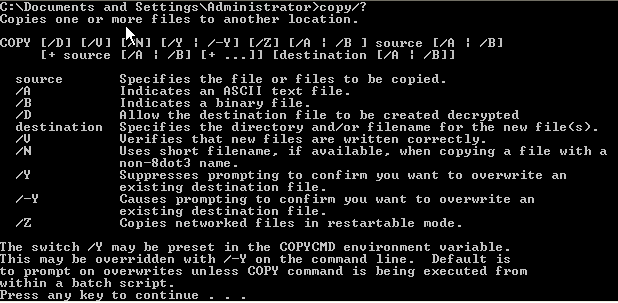 C:\Documents and Settings\Administrator>copy/?
Copies one or more files to another location.
COPY [/D] [/V] [/N] [/Y | /-Y] [/Z] [/A | /B ] source [/A | /B]
[+ source [/A | /B] [+ ...]] [destination [/A | /B]]
source Specifies the file or files to be copied.
/A Indicates an ASCII text file.
/B Indicates a binary file.
/D Allow the destination file to be created decrypted
destination Specifies the directory and/or filename for the new file(s).
/V Verifies that new files are written correctly.
/N Uses short filename, if available, when copying a file with a
non-8dot3 name.
/Y Suppresses prompting to confirm you want to overwrite an
existing destination file.
/-Y Causes prompting to confirm you want to overwrite an
existing destination file.
/Z Copies networked files in restartable mode.
The switch /Y may be preset in the COPYCMD environment variable.
This may be overridden with /-Y on the command line.  Default is
to prompt on overwrites unless COPY command is being executed from
within a batch script.
Press any key to continue . . .